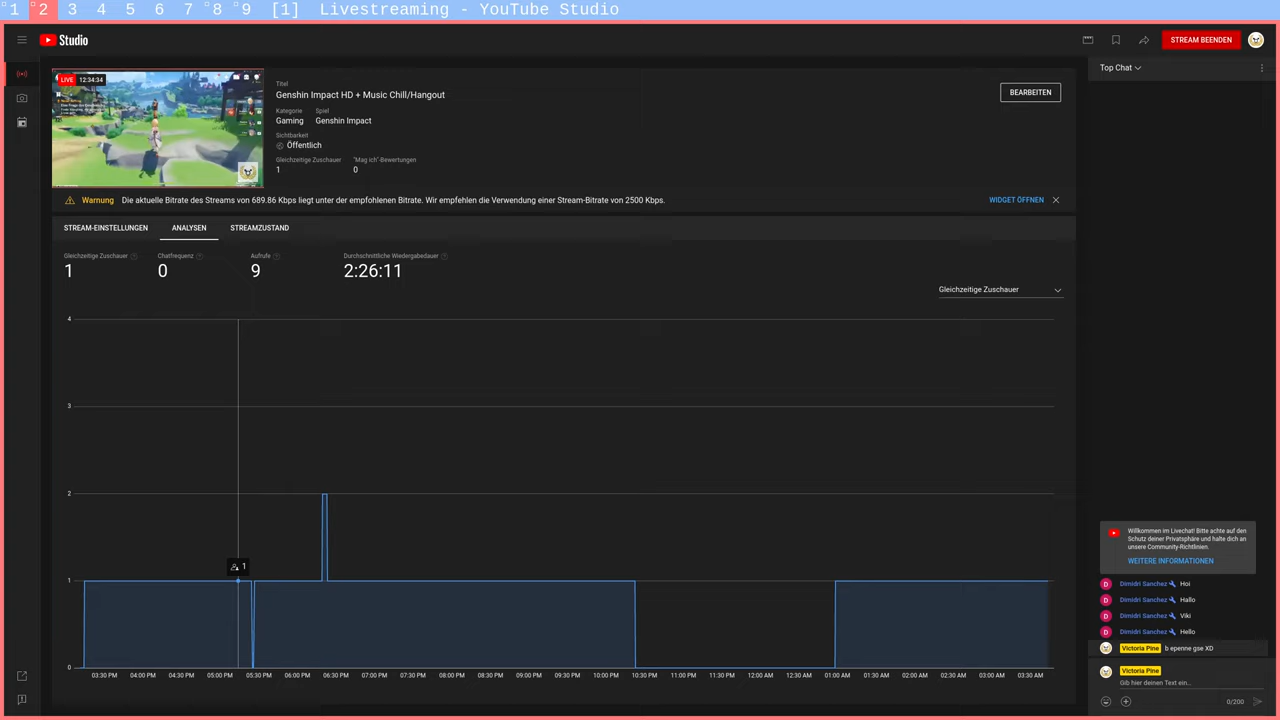 1 2 3 4 5 6 7 8 9 [1] Livestreaming - YouTube Studio
Studio
STREAM BEENDEN
LIVE 12:34:34
Titel
Genshin Impact HD + Music Chill/Hangout
BEARBEITEN
Kategorie Spiel
Gaming Genshin Impact
Sichtbarkeit
Öffentlich
Gleichzeitige Zuschauer "Mag ich"-Bewertungen
1 0
Warnung Die aktuelle Bitrate des Streams von 689.86 Kbps liegt unter der empfohlenen Bitrate. Wir empfehlen die Verwendung einer Stream-Bitrate von 2500 Kbps.
WIDGET ÖFFNEN
STREAM-EINSTELLUNGEN ANALYSEN STREAMZUSTAND
Gleichzeitige Zuschauer Chatfrequenz Aufrufe Durchschnittliche Wiedergabedauer
1 0 9 2:26:11
Gleichzeitige Zuschauer
4
3
2
1
1
0
03:30 PM 04:00 PM 04:30 PM 05:00 PM 05:30 PM 06:00 PM 06:30 PM 07:00 PM 07:30 PM 08:00 PM 08:30 PM 09:00 PM 09:30 PM 10:00 PM 10:30 PM 11:00 PM 11:30 PM 12:00 AM 12:30 AM 01:00 AM 01:30 AM 02:00 AM 02:30 AM 03:00 AM 03:30 AM
Top Chat
Willkommen im Livechat! Bitte achte auf den
Schutz deiner Privatsphäre und halte dich an
unsere Community-Richtlinien.
WEITERE INFORMATIONEN
D Dimidri Sanchez Hoi
D Dimidri Sanchez Hallo
D Dimidri Sanchez Viki
D Dimidri Sanchez Hello
Victoria Pine b epenne gse XD
Victoria Pine
Gib hier deinen Text ein...
0/200